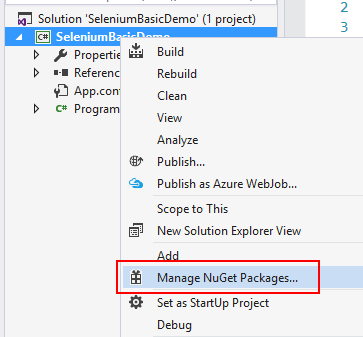 Solution 'SeleniumBasicDemo' (1 project)
2
3
C# SeleniumBasicDemo
Build
Propertie
Rebuild
Referenc
Clean
App.con
View
C# Program
Analyze
Publish...
Publish as Azure WebJob...
Scope to This
New Solution Explorer View
Add
Manage NuGet Packages...
Set as StartUp Project
Debug